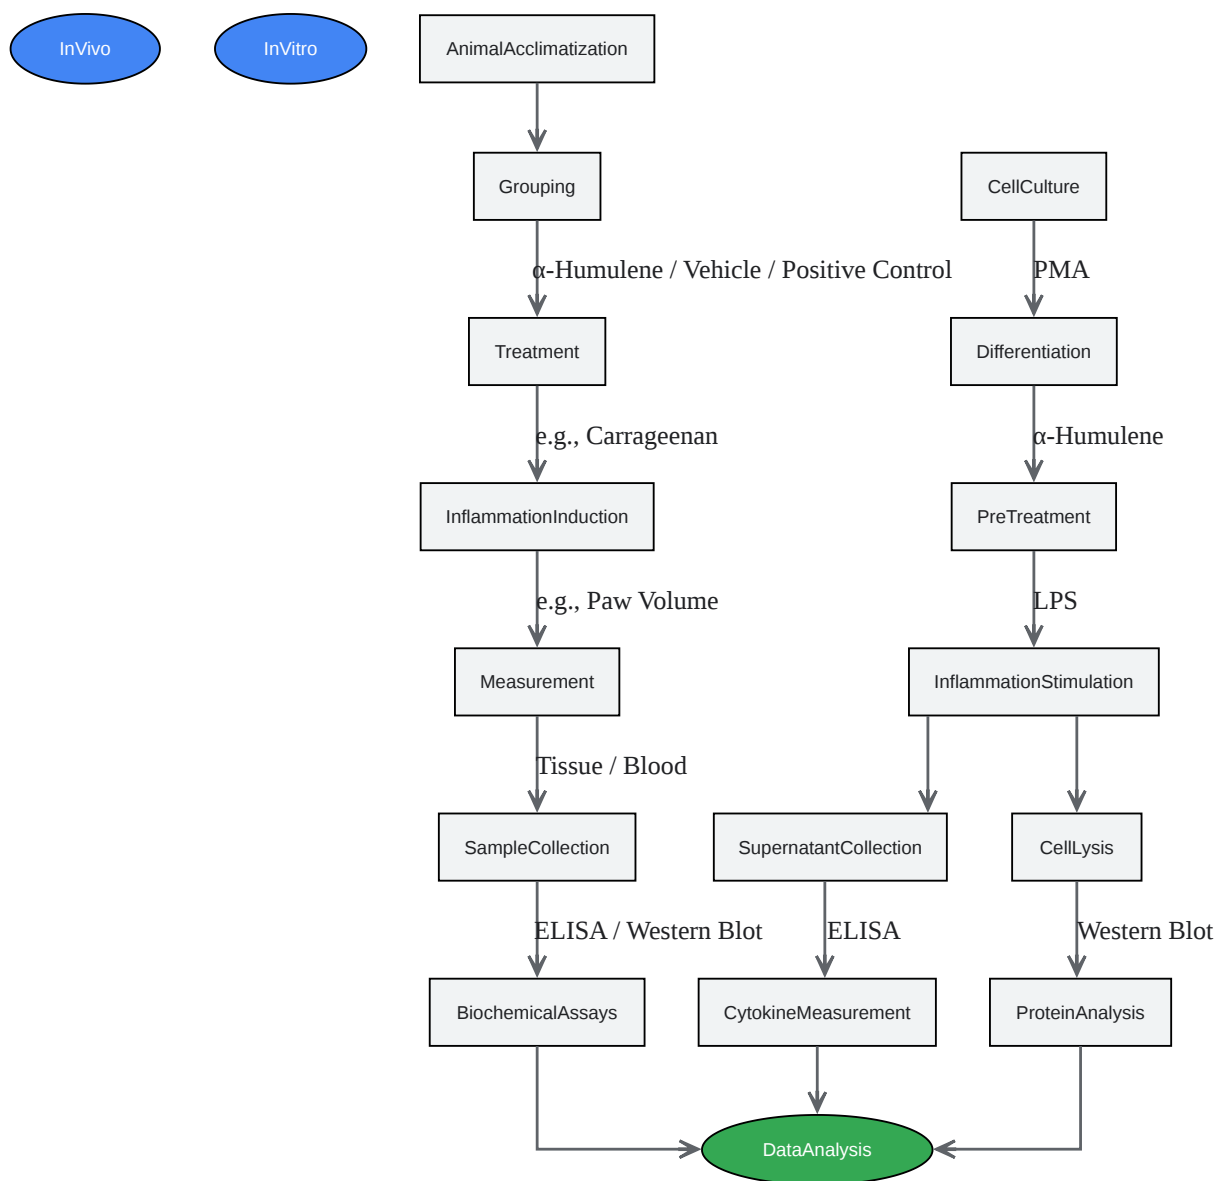 InVivo
InVitro
AnimalAcclimatization
Grouping
CellCulture
α-Humulene / Vehicle / Positive Control
PMA
Treatment
Differentiation
e.g., Carrageenan
α-Humulene
InflammationInduction
PreTreatment
e.g., Paw Volume
LPS
Measurement
InflammationStimulation
Tissue / Blood
SampleCollection
SupernatantCollection
CellLysis
ELISA / Western Blot
ELISA
Western Blot
BiochemicalAssays
CytokineMeasurement
ProteinAnalysis
DataAnalysis